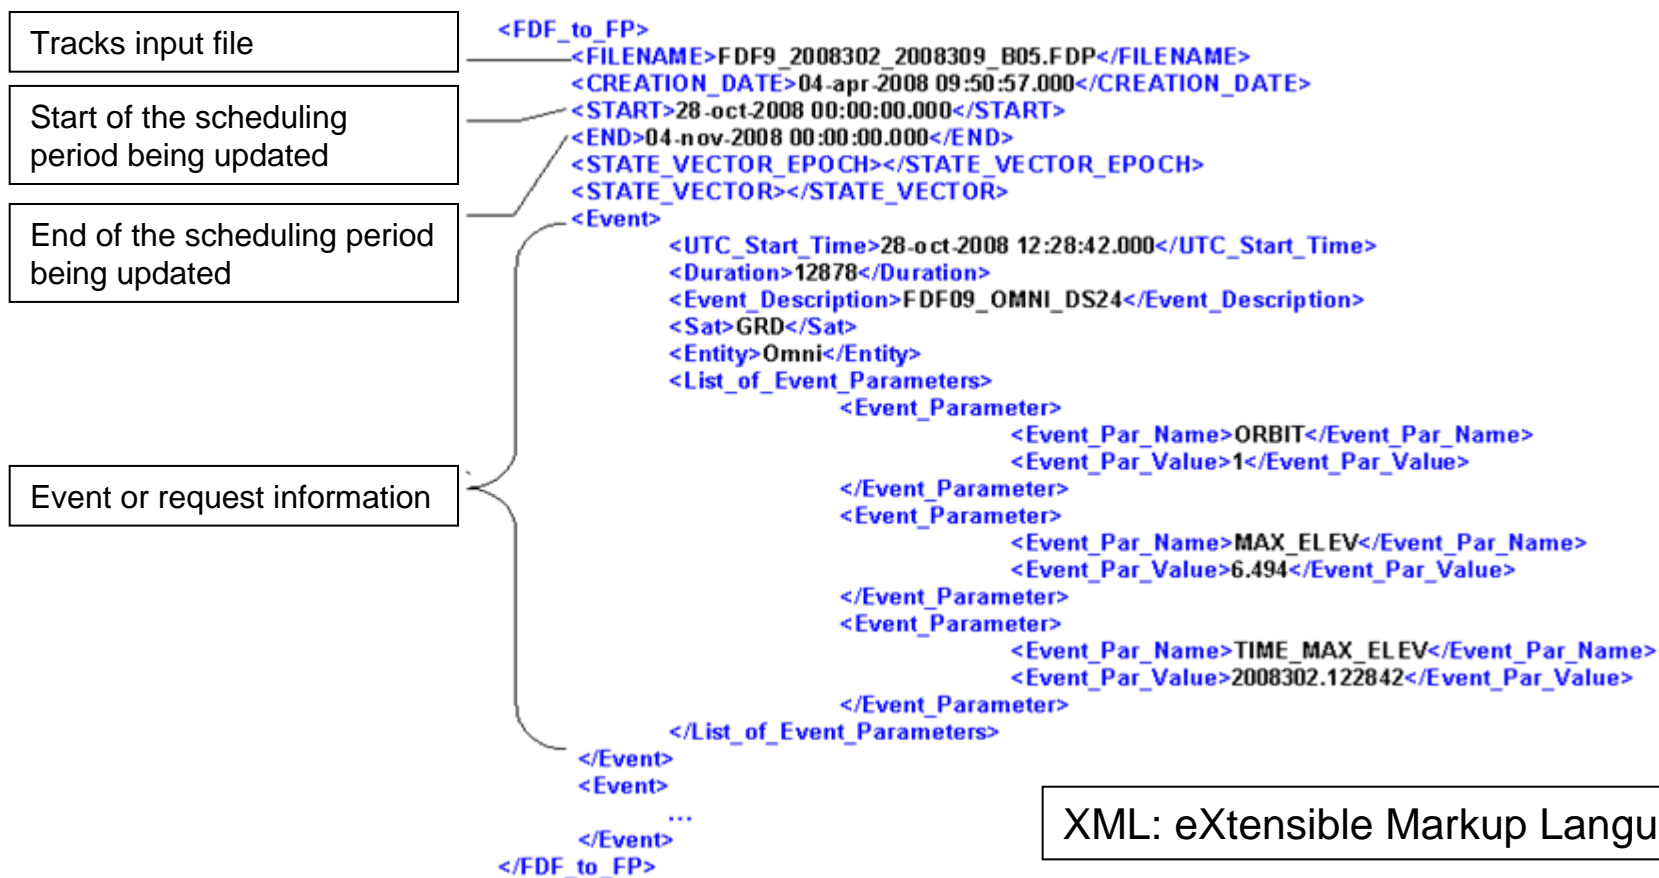 Tracks input file
Start of the scheduling
period being updated
End of the scheduling period
being updated
Event or request information
<FDF_to_FP>
<FILENAME>FDF9_2008302_2008309_B05.FDP</FILENAME>
<CREATION_DATE>04-apr-2008 09:50:57.000</CREATION_DATE>
<START>28-oct-2008 00:00:00.000</START>
<END>04-nov-2008 00:00:00.000</END>
<STATE_VECTOR_EPOCH></STATE_VECTOR_EPOCH>
<STATE_VECTOR></STATE_VECTOR>
<Event>
<UTC_Start_Time>28-oct-2008 12:28:42.000</UTC_Start_Time>
<Duration>12878</Duration>
<Event_Description>FDF09_OMNI_DS24</Event_Description>
<Sat>GRD</Sat>
<Entity>Omni</Entity>
<List_of_Event_Parameters>
<Event_Parameter>
<Event_Par_Name>ORBIT</Event_Par_Name>
<Event_Par_Value>1</Event_Par_Value>
</Event_Parameter>
<Event_Parameter>
<Event_Par_Name>MAX_ELEV</Event_Par_Name>
<Event_Par_Value>6.494</Event_Par_Value>
</Event_Parameter>
<Event_Parameter>
<Event_Par_Name>TIME_MAX_ELEV</Event_Par_Name>
<Event_Par_Value>2008302.122842</Event_Par_Value>
</Event_Parameter>
</List_of_Event_Parameters>
</Event>
<Event>
...
</Event>
</FDF_to_FP>
XML: eXtensible Markup Langu